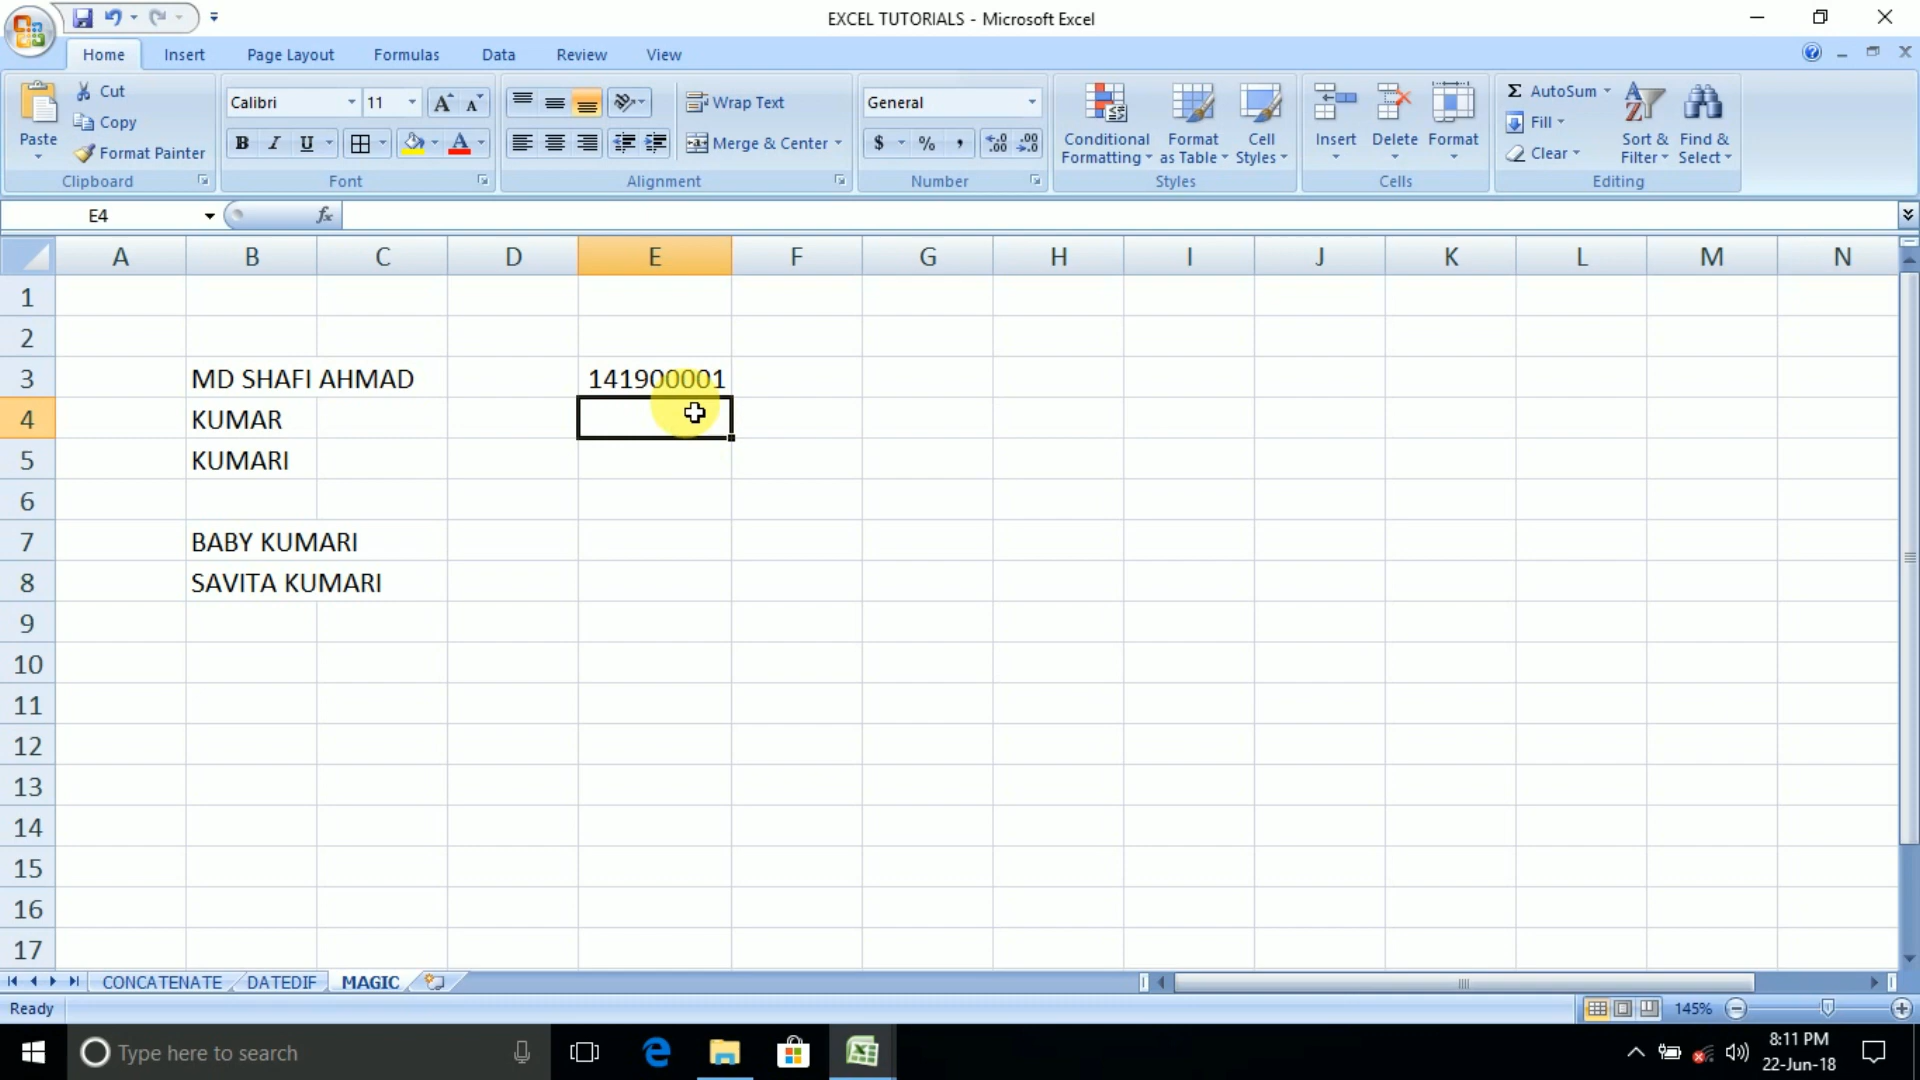 EXCEL TUTORIALS - Microsoft Excel
Home Insert Page Layout Formulas Data Review View
Paste
Cut
Copy
Format Painter
Clipboard
Calibri 11
B I U
Font
Wrap Text
Merge & Center
Alignment
General
$ % ,
Number
Conditional Formatting
Format as Table
Cell Styles
Styles
Insert Delete Format
Cells
Σ AutoSum
Fill
Clear
Sort & Filter
Find & Select
Editing
E4 fx
A B C D E F G H I J K L M N
1
2
3 MD SHAFI AHMAD 141900001
4 KUMAR
5 KUMARI
6
7 BABY KUMARI
8 SAVITA KUMARI
9
10
11
12
13
14
15
16
17
CONCATENATE DATEDIF MAGIC
Ready 145%
Type here to search
8:11 PM
22-Jun-18